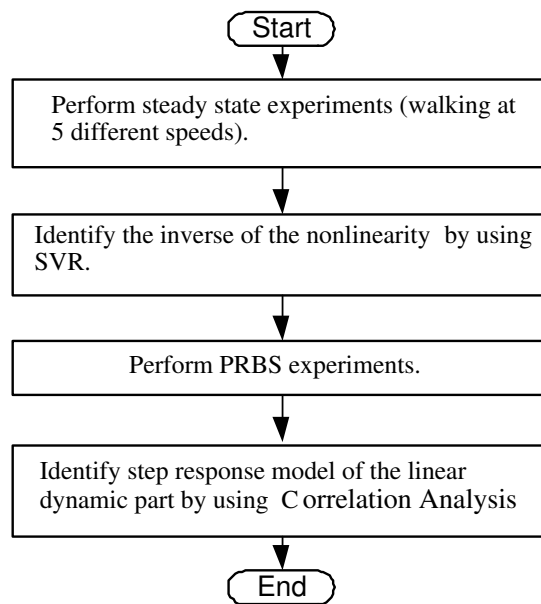 Start
Perform steady state experiments (walking at
5 different speeds).
Identify the inverse of the nonlinearity by using
SVR.
Perform PRBS experiments.
Identify step response model of the linear
dynamic part by using Correlation Analysis
End